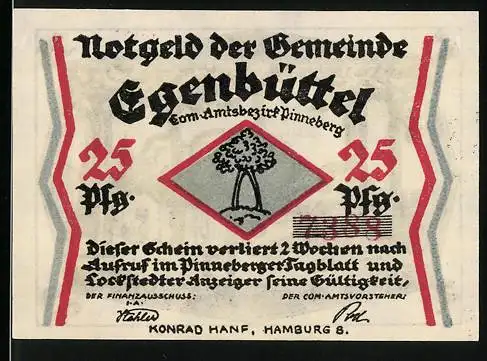 Notgeld der Gemeinde
Egenbüttel
Com-Amtsbezirk Pinneberg
25 25
Pfg. Pfg.
Dieser Schein verliert 2 Wochen nach
Aufruf im Pinneberger Tagblatt und
Lockstedter Anzeiger seine Gültigkeit,
DER FINANZAUSSCHUSS: DER COM-AMTSVORSTEHER:
I.A.
KONRAD HANF, HAMBURG 8.